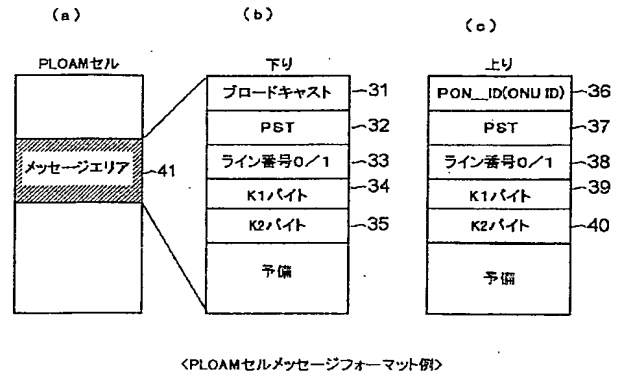 (a)
(b)
(c)
PLOAMセル
下り
上り
メッセージエリア
41
ブロードキャスト
31
PST
32
ライン番号0/1
33
K1バイト
34
K2バイト
35
予備
PON__ID(ONU ID)
36
PST
37
ライン番号0/1
38
K1バイト
39
K2バイト
40
予備
<PLOAMセルメッセージフォーマット例>